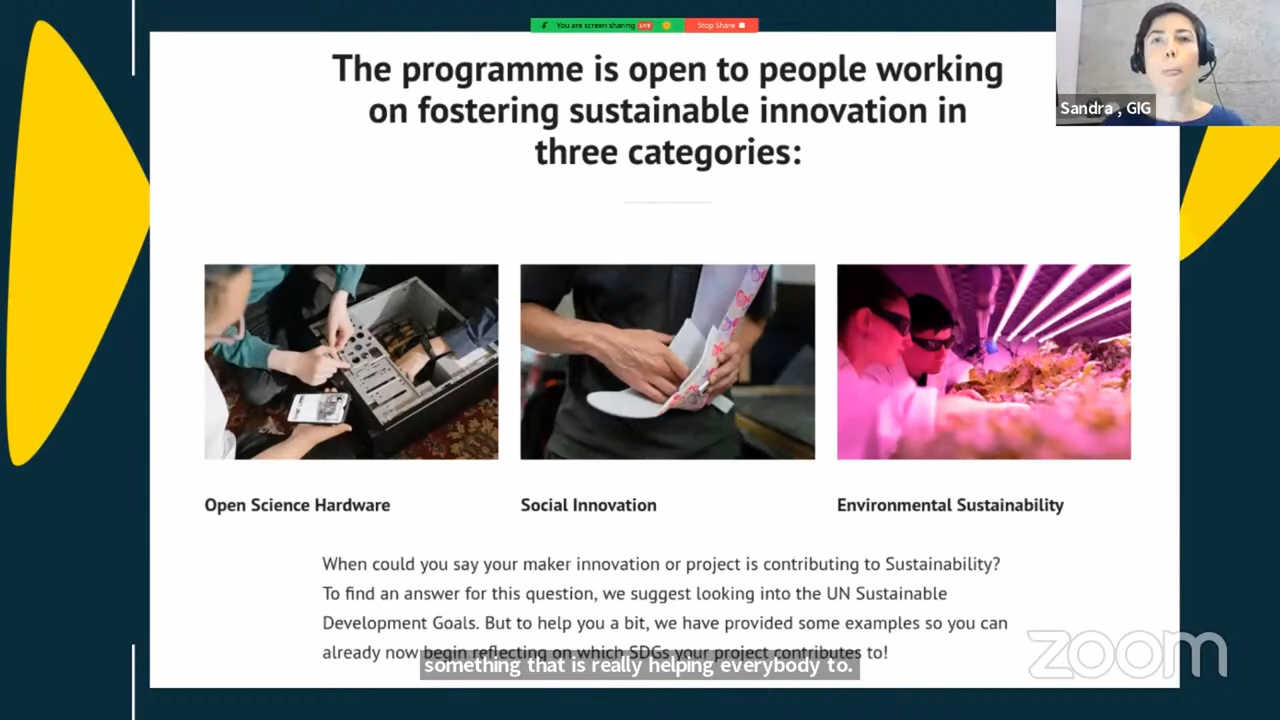 You are screen sharing LIVE Stop Share
The programme is open to people working
on fostering sustainable innovation in
three categories:
Sandra , GIG
Open Science Hardware
Social Innovation
Environmental Sustainability
When could you say your maker innovation or project is contributing to Sustainability?
To find an answer for this question, we suggest looking into the UN Sustainable
Development Goals. But to help you a bit, we have provided some examples so you can
already now begin reflecting on which SDGs your project contributes to!
something that is really helping everybody to.
zoom